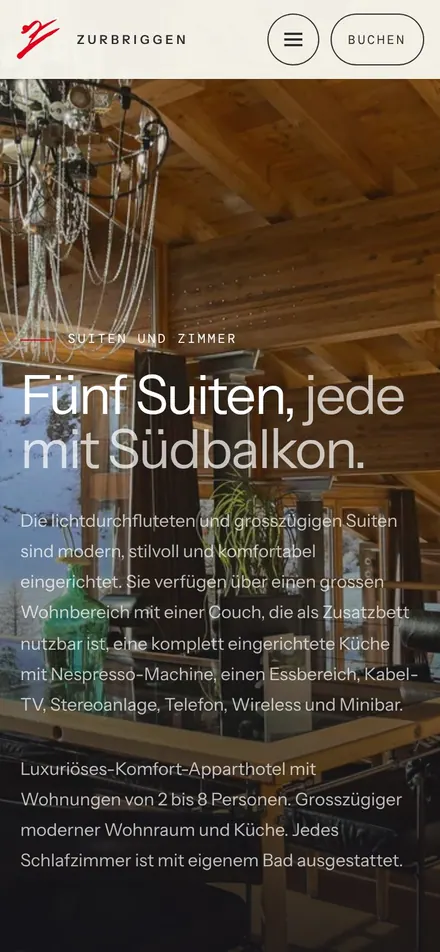 ZURBRIGGEN
BUCHEN
SUITEN UND ZIMMER
Fünf Suiten, jede
mit Südbalkon.
Die lichtdurchfluteten und grosszügigen Suiten
sind modern, stilvoll und komfortabel
eingerichtet. Sie verfügen über einen grossen
Wohnbereich mit einer Couch, die als Zusatzbett
nutzbar ist, eine komplett eingerichtete Küche
mit Nespresso-Machine, einen Essbereich, Kabel-
TV, Stereoanlage, Telefon, Wireless und Minibar.
Luxuriöses-Komfort-Apparthotel mit
Wohnungen von 2 bis 8 Personen. Grosszügiger
moderner Wohnraum und Küche. Jedes
Schlafzimmer ist mit eigenem Bad ausgestattet.